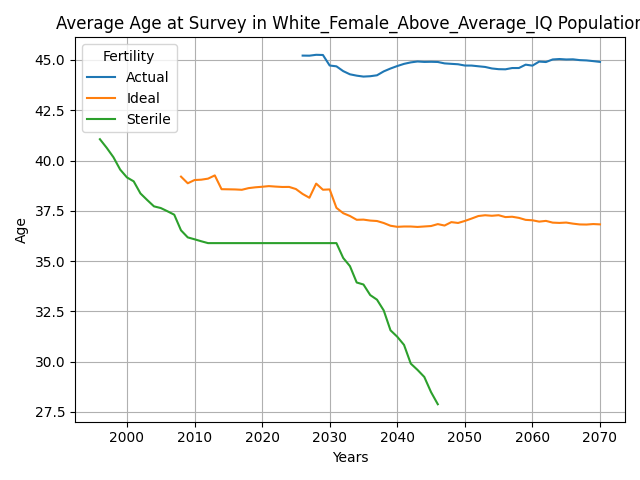 Average Age at Survey in White_Female_Above_Average_IQ Population
Fertility
Actual
Ideal
Sterile
45.0
42.5
40.0
37.5
35.0
32.5
30.0
27.5
Age
2000 2010 2020 2030 2040 2050 2060 2070
Years